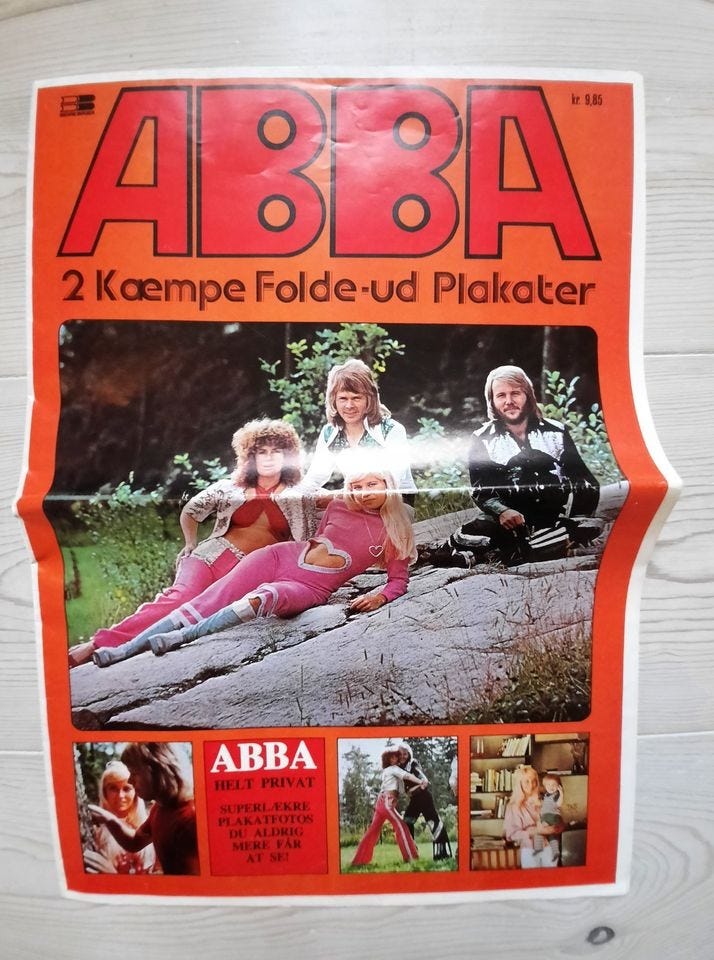 kr. 9,85
ABBA
2 Kæmpe Folde-ud Plakater
ABBA
HELT PRIVAT
SUPERLÆKRE
PLAKATFOTOS
DU ALDRIG
MERE FÅR
AT SE!